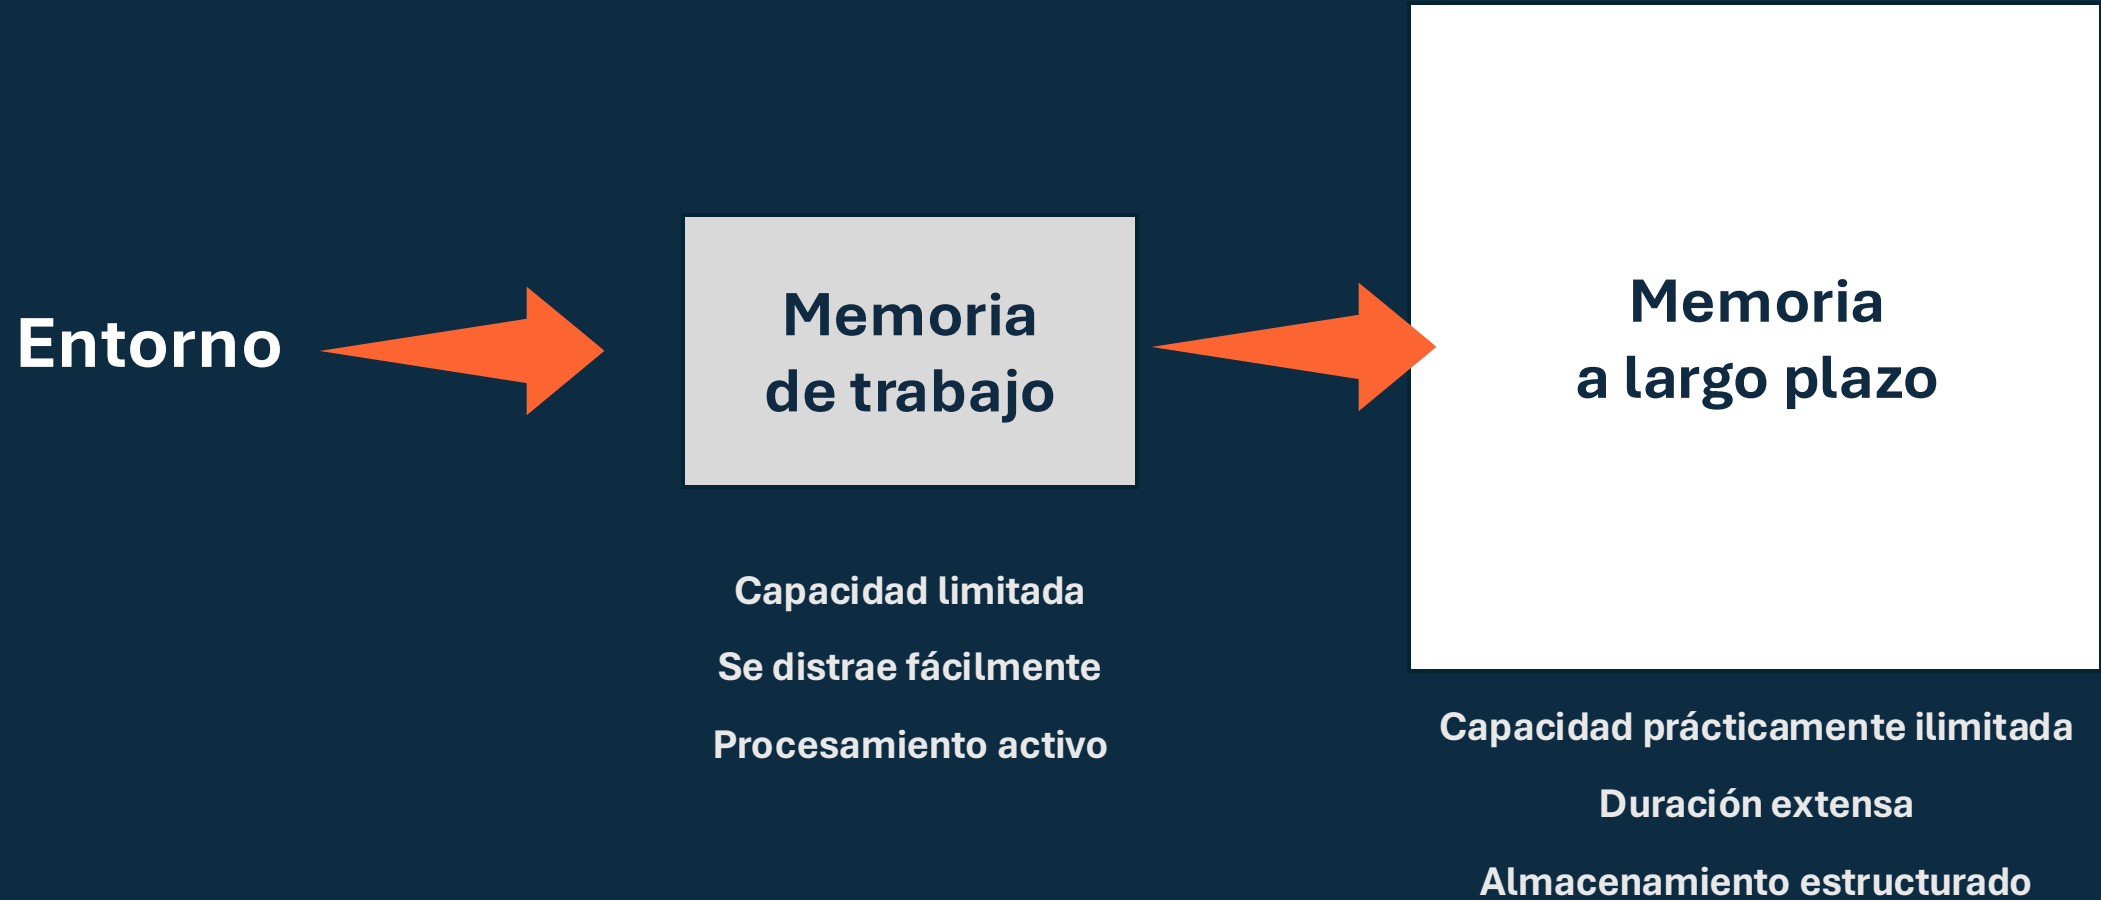 Entorno
Memoria
de trabajo
Capacidad limitada
Se distrae fácilmente
Procesamiento activo
Memoria
a largo plazo
Capacidad prácticamente ilimitada
Duración extensa
Almacenamiento estructurado